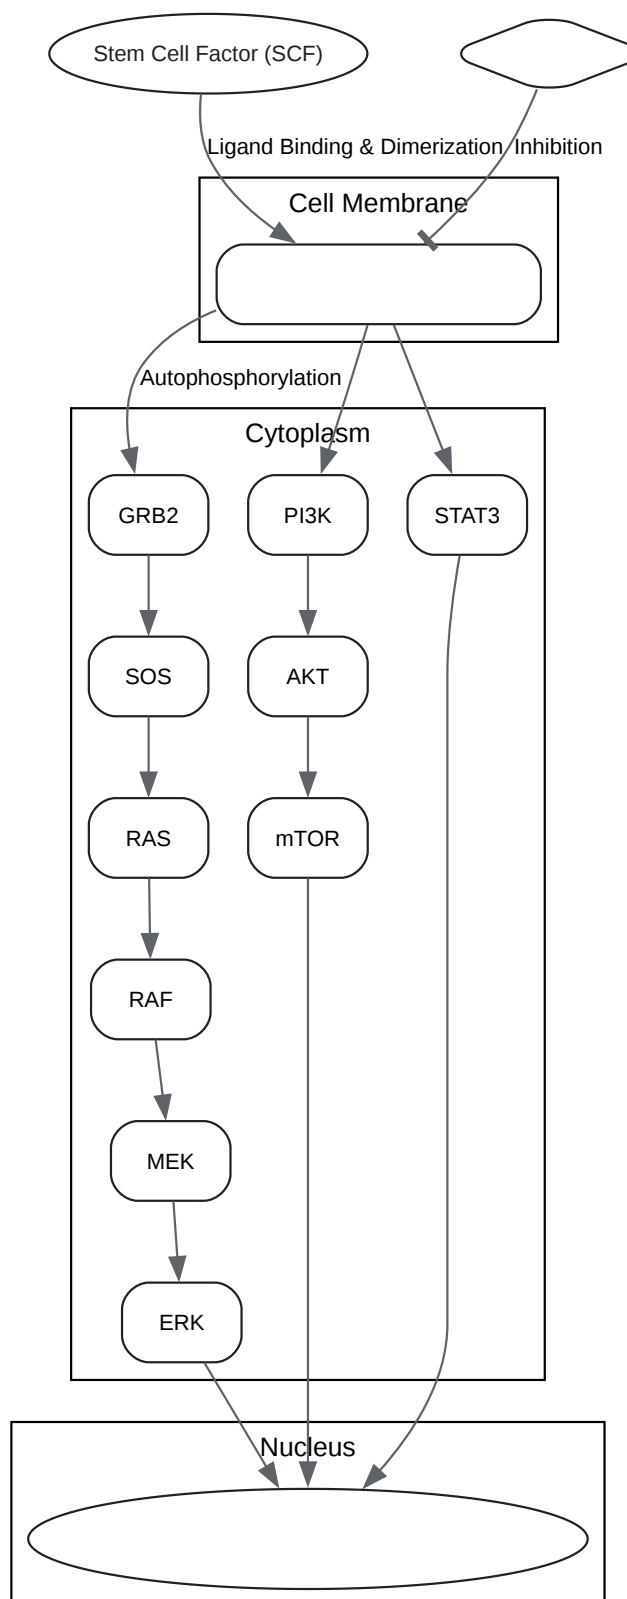 Stem Cell Factor (SCF)
Ligand Binding & Dimerization
Inhibition
Cell Membrane
Autophosphorylation
Cytoplasm
GRB2
PI3K
STAT3
SOS
AKT
RAS
mTOR
RAF
MEK
ERK
Nucleus